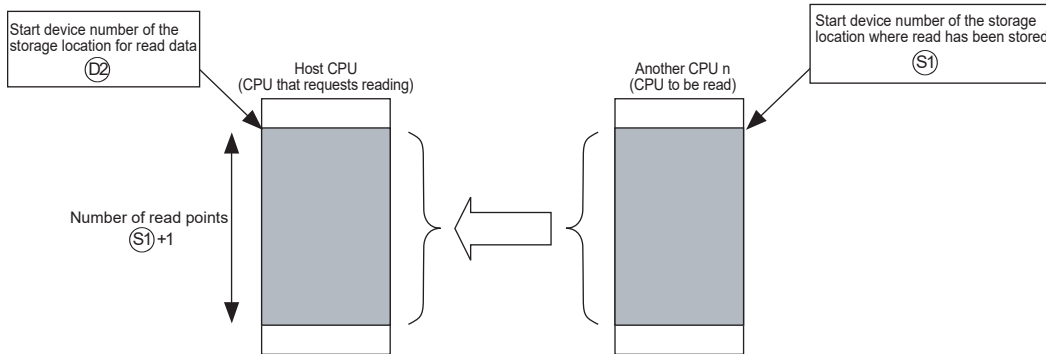 Start device number of the
storage location for read data
D2
Host CPU
(CPU that requests reading)
Another CPU n
(CPU to be read)
Start device number of the storage
location where read has been stored
S1
Number of read points
S1+1